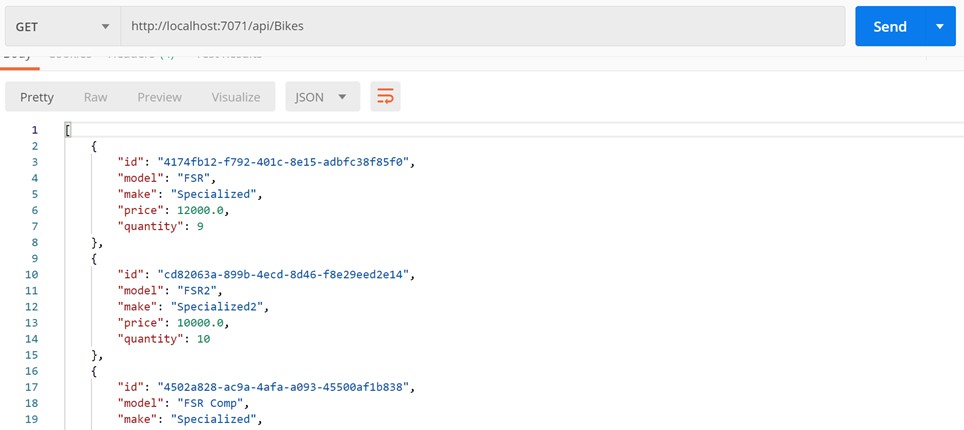 GET http://localhost:7071/api/Bikes Send
Pretty Raw Preview Visualize JSON
1 [
2 {
3 "id": "4174fb12-f792-401c-8e15-adbfc38f85f0",
4 "model": "FSR",
5 "make": "Specialized",
6 "price": 12000.0,
7 "quantity": 9
8 },
9 {
10 "id": "cd82063a-899b-4ecd-8d46-f8e29eed2e14",
11 "model": "FSR2",
12 "make": "Specialized2",
13 "price": 10000.0,
14 "quantity": 10
15 },
16 {
17 "id": "4502a828-ac9a-4afa-a093-45500af1b838",
18 "model": "FSR Comp",
19 "make": "Specialized",